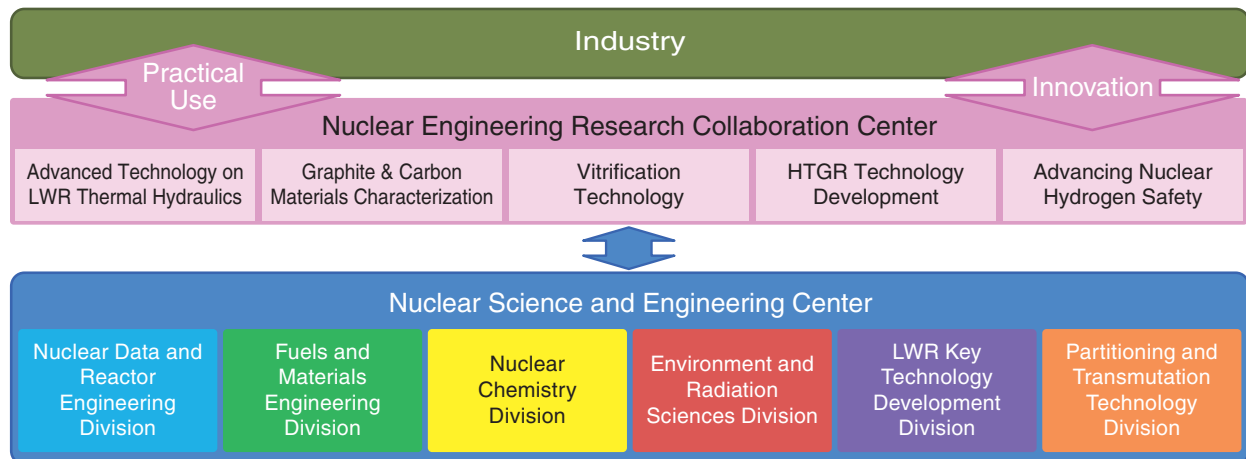 Industry
Practical
Use
Innovation
Nuclear Engineering Research Collaboration Center
Advanced Technology on
LWR Thermal Hydraulics
Graphite & Carbon
Materials Characterization
Vitrification
Technology
HTGR Technology
Development
Advancing Nuclear
Hydrogen Safety
Nuclear Science and Engineering Center
Nuclear Data and
Reactor
Engineering
Division
Fuels and
Materials
Engineering
Division
Nuclear
Chemistry
Division
Environment and
Radiation
Sciences Division
LWR Key
Technology
Development
Division
Partitioning and
Transmutation
Technology
Division